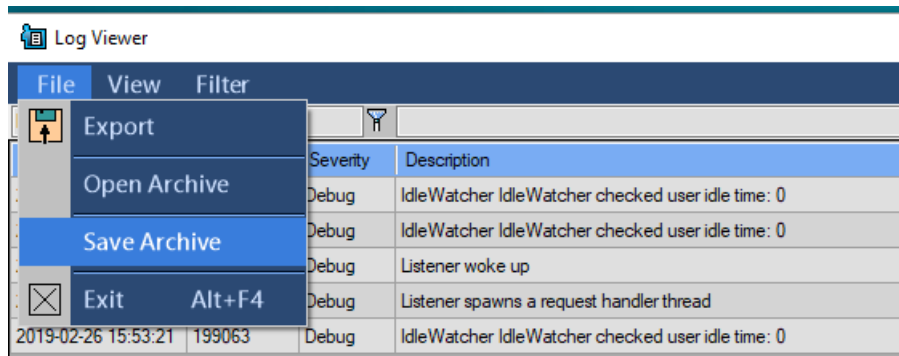 Log Viewer
File View Filter
Export
Severity Description
Open Archive
Debug IdleWatcher IdleWatcher checked user idle time: 0
Debug IdleWatcher IdleWatcher checked user idle time: 0
Save Archive
Debug Listener woke up
Exit Alt+F4
Debug Listener spawns a request handler thread
2019-02-26 15:53:21 199063 Debug IdleWatcher IdleWatcher checked user idle time: 0